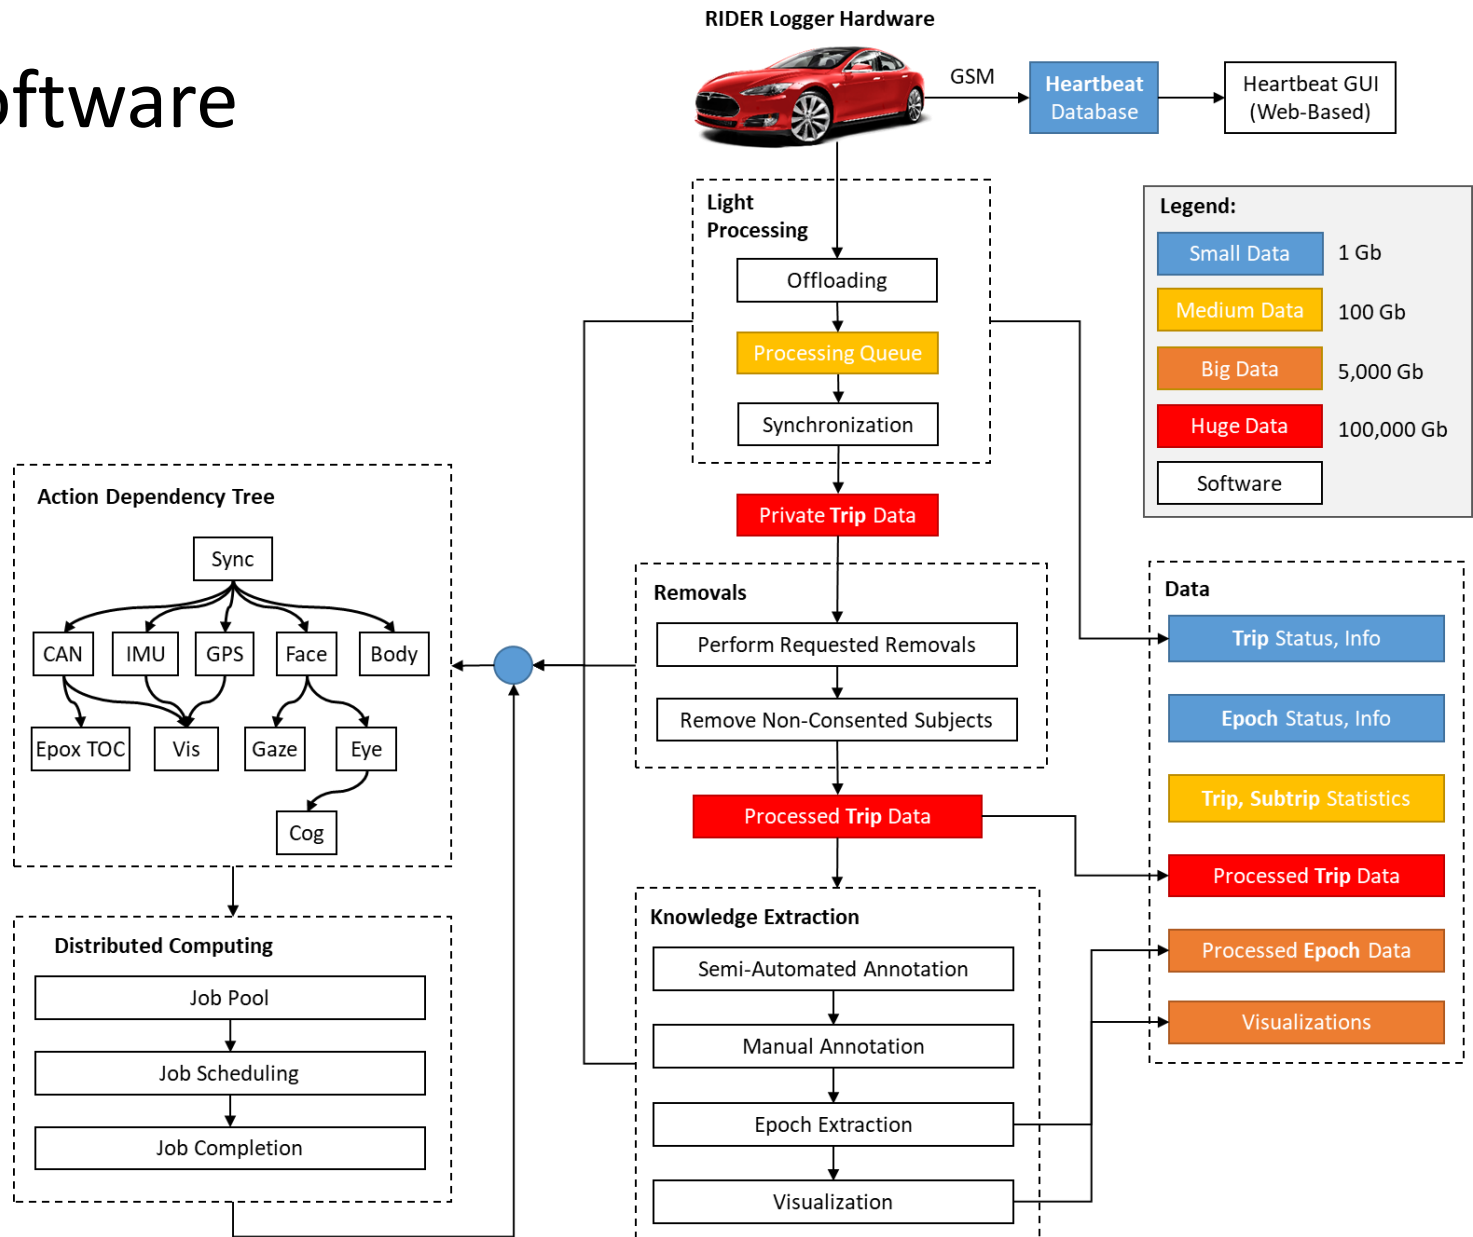 oftware
RIDER Logger Hardware
GSM
Heartbeat
Database
Heartbeat GUI
(Web-Based)
Legend:
Small Data
1 Gb
Medium Data
100 Gb
Big Data
5,000 Gb
Huge Data
100,000 Gb
Software
Light
Processing
Offloading
Processing Queue
Synchronization
Private Trip Data
Removals
Perform Requested Removals
Remove Non-Consented Subjects
Processed Trip Data
Knowledge Extraction
Semi-Automated Annotation
Manual Annotation
Epoch Extraction
Visualization
Action Dependency Tree
Sync
CAN
IMU
GPS
Face
Body
Epox TOC
Vis
Gaze
Eye
Cog
Distributed Computing
Job Pool
Job Scheduling
Job Completion
Data
Trip Status, Info
Epoch Status, Info
Trip, Subtrip Statistics
Processed Trip Data
Processed Epoch Data
Visualizations